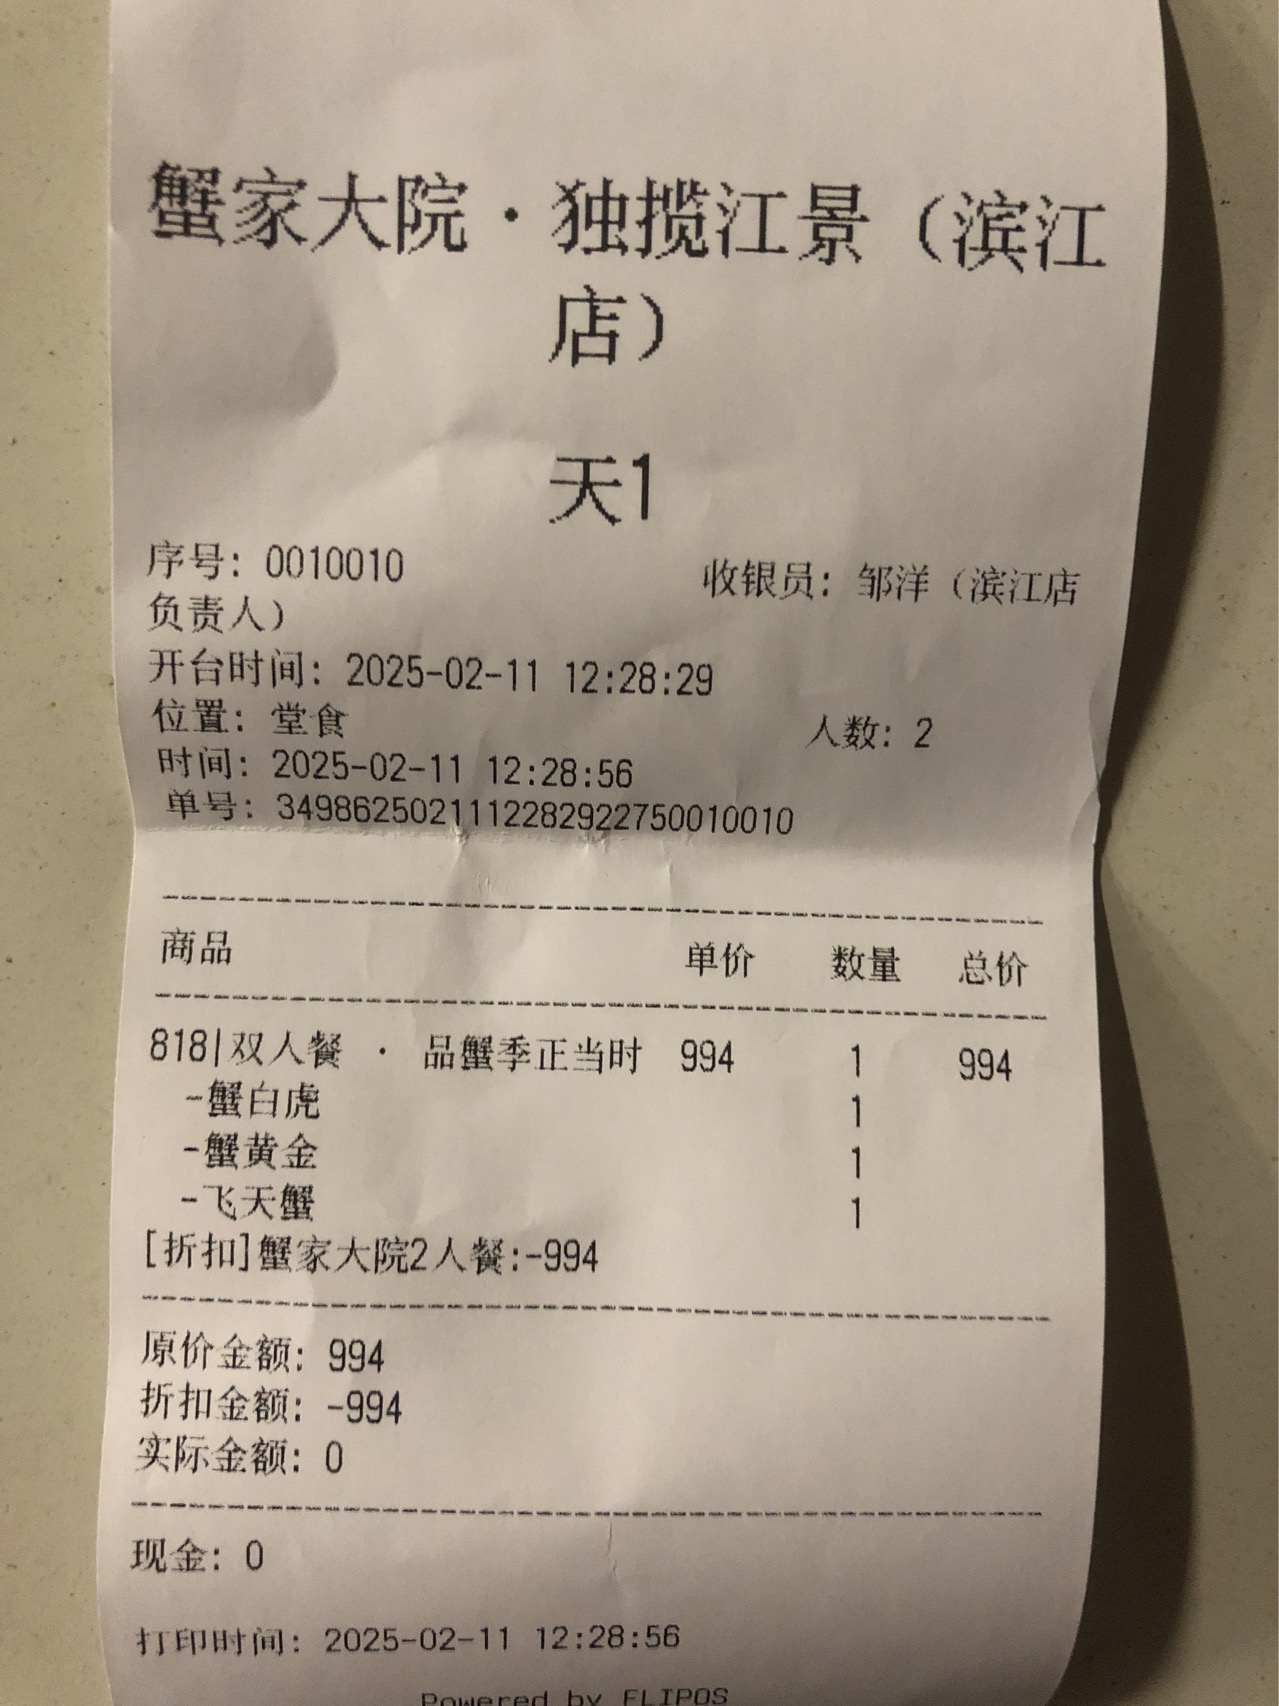 蟹家大院·独揽江景（滨江
店）
天1
序号: 0010010 收银员: 邹洋（滨江店
负责人）
开台时间: 2025-02-11 12:28:29
位置: 堂食 人数: 2
时间: 2025-02-11 12:28:56
单号: 3498625021112282922750010010
商品 单价 数量 总价
818|双人餐 · 品蟹季正当时 994 1 994
-蟹白虎 1
-蟹黄金 1
-飞天蟹 1
[折扣]蟹家大院2人餐:-994
原价金额: 994
折扣金额: -994
实际金额: 0
现金: 0
打印时间: 2025-02-11 12:28:56
Powered by FLIPOS